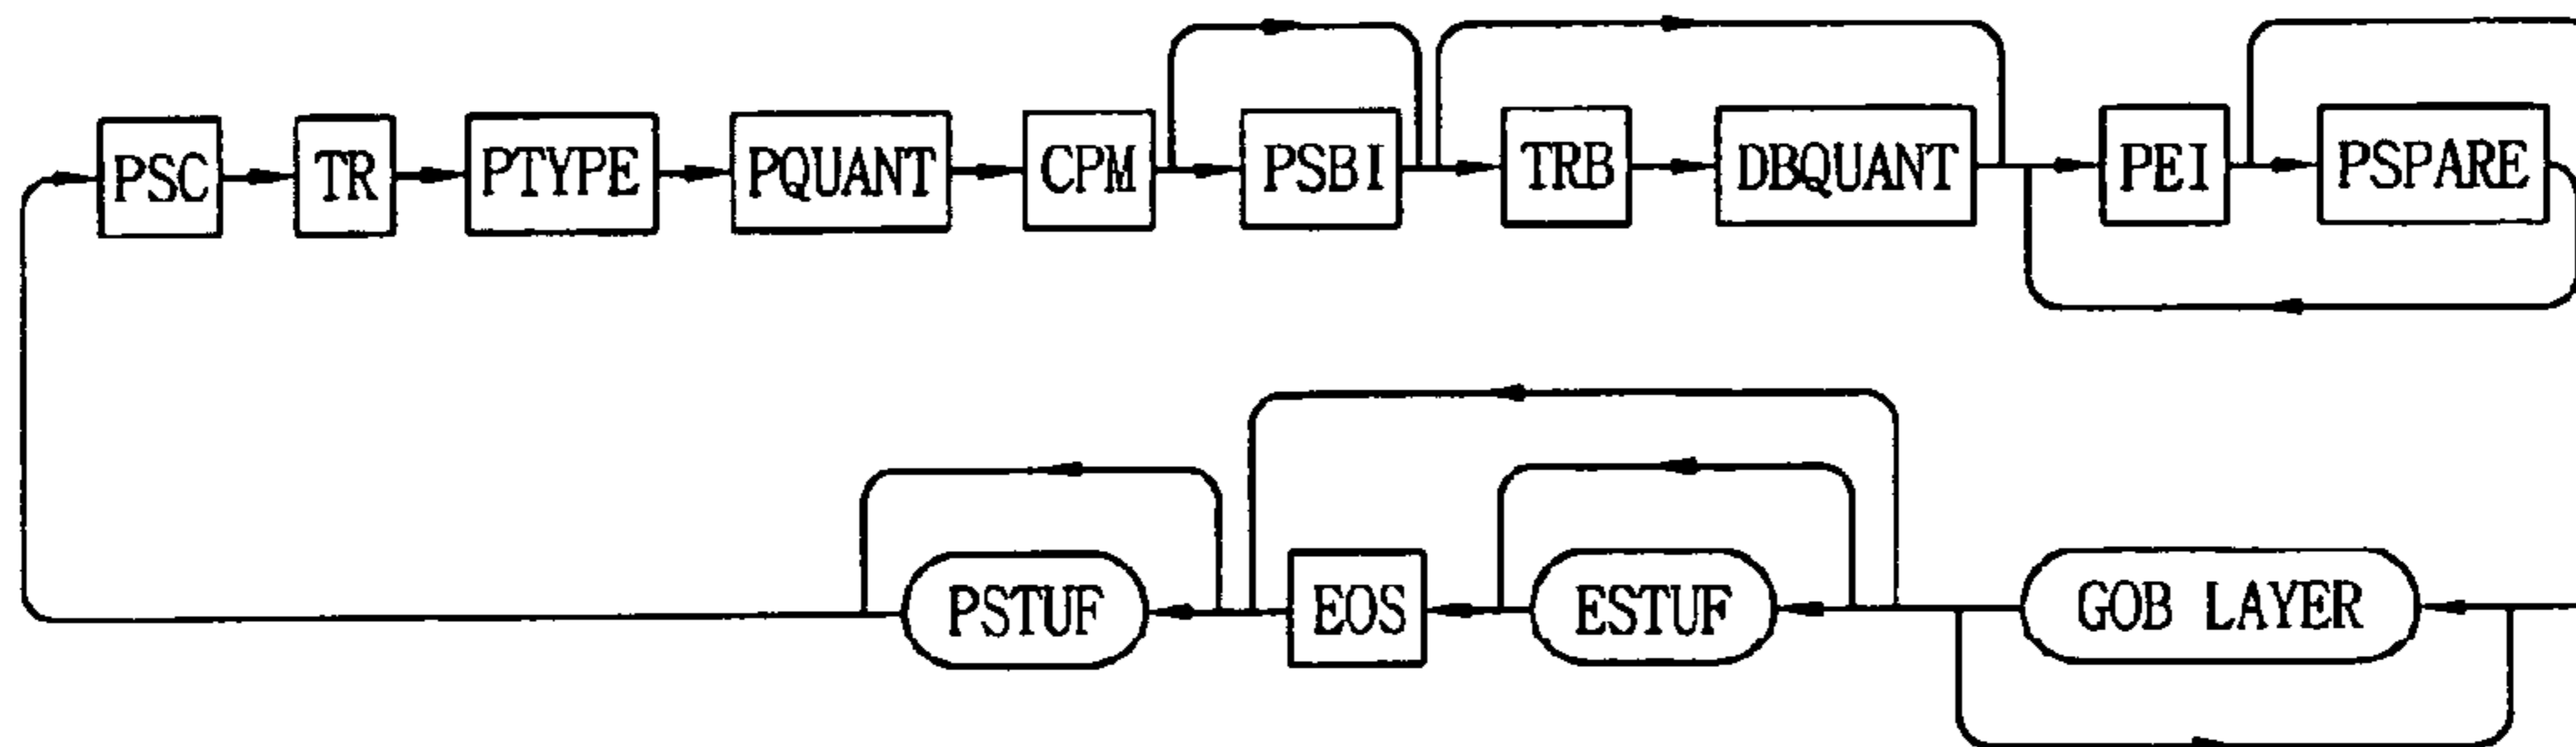 PSC TR PTYPE PQUANT CPM PSBI TRB DBQUANT PEI PSPARE
PSTUF EOS ESTUF GOB LAYER